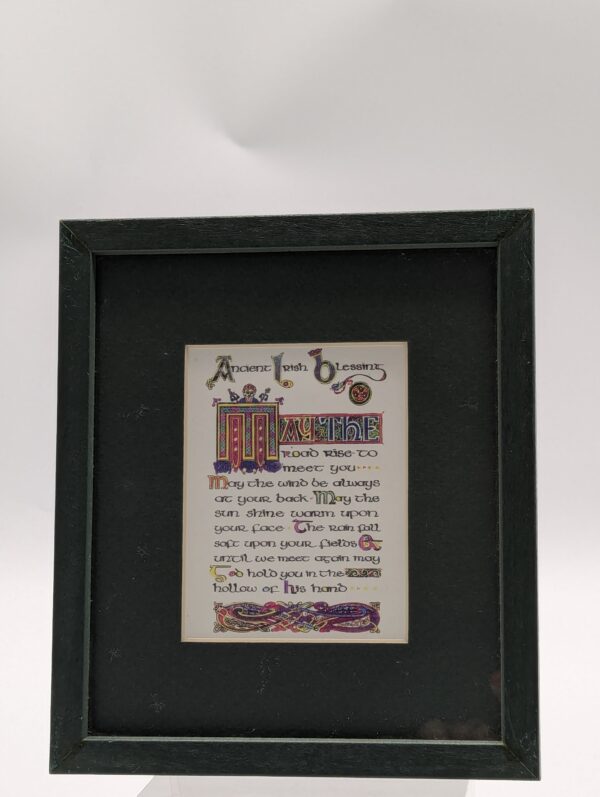 Ancient Irish Blessing
MAY THE
road rise to
meet you
May the wind be always
at your back · May the
sun shine warm upon
your face · The rain fall
soft upon your fields &
until we meet again may
God hold you in the
hollow of his hand